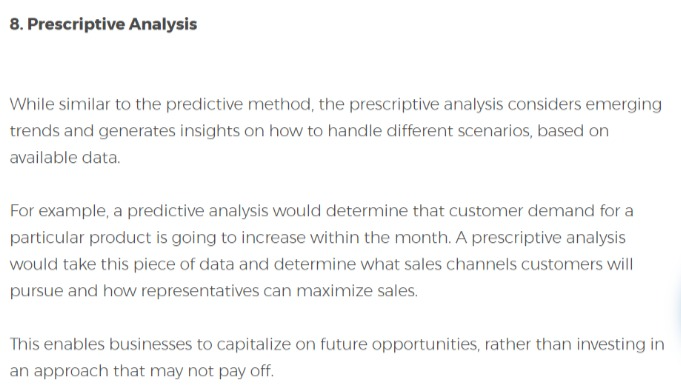 8. Prescriptive Analysis
While similar to the predictive method, the prescriptive analysis considers emerging
trends and generates insights on how to handle different scenarios, based on
available data.
For example, a predictive analysis would determine that customer demand for a
particular product is going to increase within the month. A prescriptive analysis
would take this piece of data and determine what sales channels customers will
pursue and how representatives can maximize sales.
This enables businesses to capitalize on future opportunities, rather than investing in
an approach that may not pay off.